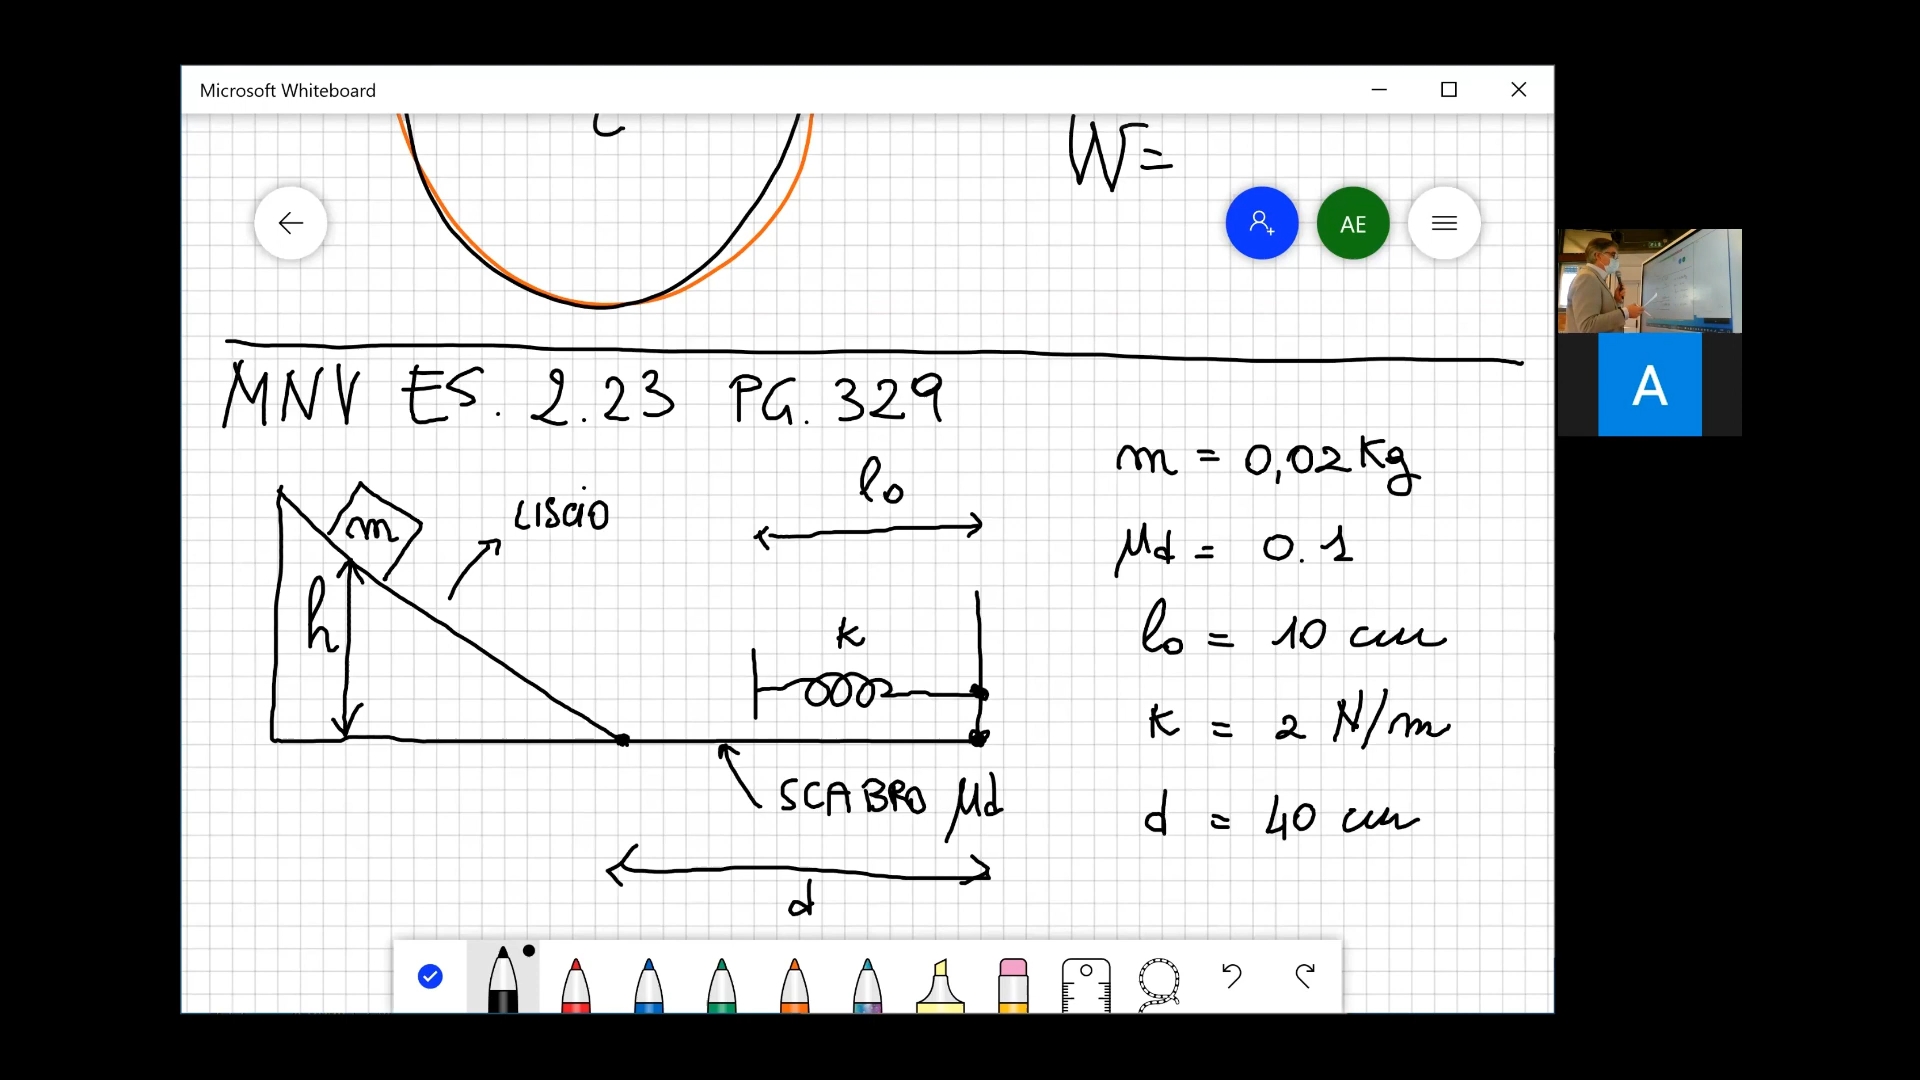 Microsoft Whiteboard
C
W=
AE
A
MNV ES. 2.23 PG. 329
m = 0,02 Kg
l₀
LISCIO
m
μd = 0.1
h
K
l₀ = 10 cm
K = 2 N/m
SCABRO μd
d = 40 cm
d